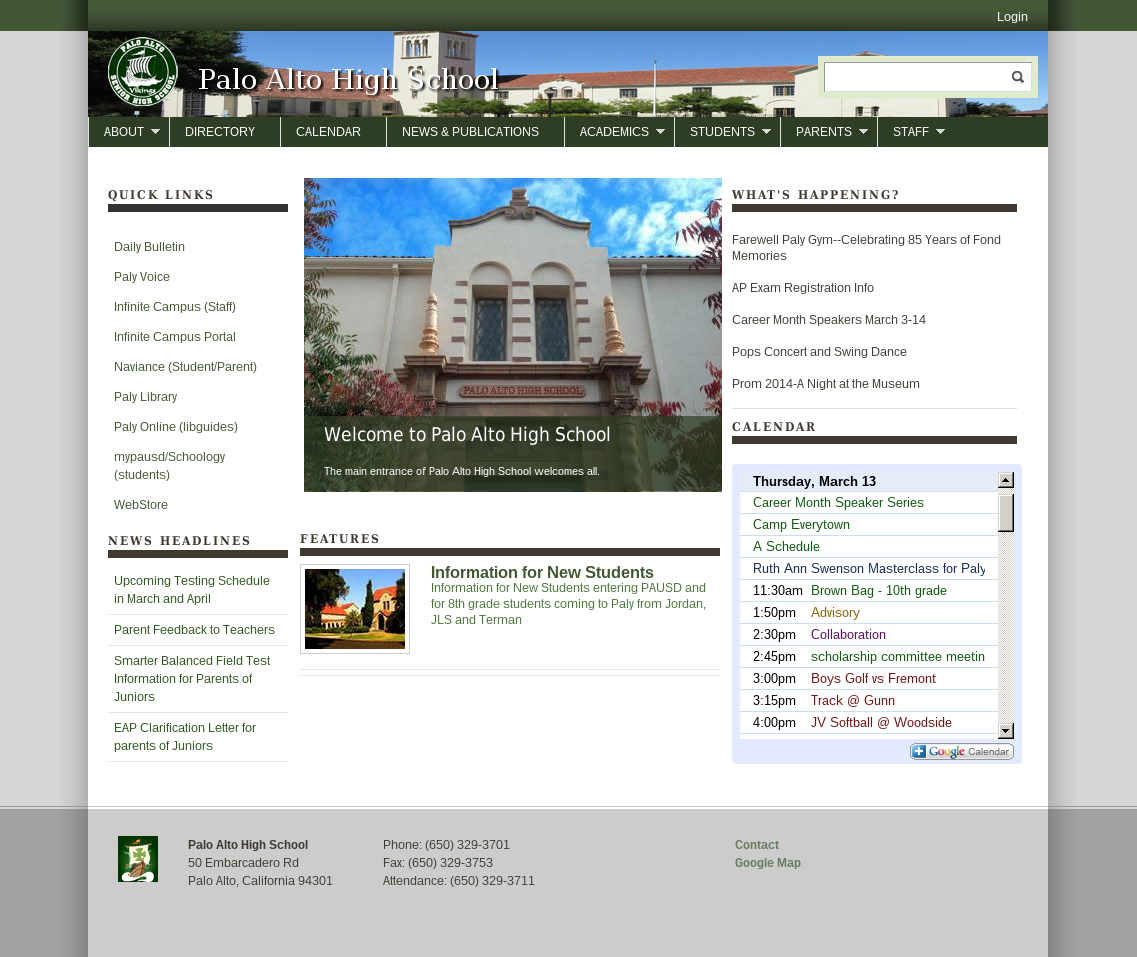 Login
PALO ALTO
Vikings
SENIOR HIGH SCHOOL
Palo Alto High School
ABOUT DIRECTORY CALENDAR NEWS & PUBLICATIONS ACADEMICS STUDENTS PARENTS STAFF
QUICK LINKS
Daily Bulletin
Paly Voice
Infinite Campus (Staff)
Infinite Campus Portal
Naviance (Student/Parent)
Paly Library
Paly Online (libguides)
mypausd/Schoology
(students)
WebStore
NEWS HEADLINES
Upcoming Testing Schedule
in March and April
Parent Feedback to Teachers
Smarter Balanced Field Test
Information for Parents of
Juniors
EAP Clarification Letter for
parents of Juniors
PALO ALTO HIGH SCHOOL
Welcome to Palo Alto High School
The main entrance of Palo Alto High School welcomes all.
FEATURES
Information for New Students
Information for New Students entering PAUSD and
for 8th grade students coming to Paly from Jordan,
JLS and Terman
WHAT'S HAPPENING?
Farewell Paly Gym--Celebrating 85 Years of Fond
Memories
AP Exam Registration Info
Career Month Speakers March 3-14
Pops Concert and Swing Dance
Prom 2014-A Night at the Museum
CALENDAR
Thursday, March 13
Career Month Speaker Series
Camp Everytown
A Schedule
Ruth Ann Swenson Masterclass for Paly
11:30am Brown Bag - 10th grade
1:50pm Advisory
2:30pm Collaboration
2:45pm scholarship committee meetin
3:00pm Boys Golf vs Fremont
3:15pm Track @ Gunn
4:00pm JV Softball @ Woodside
Google Calendar
Palo Alto High School
50 Embarcadero Rd
Palo Alto, California 94301
Phone: (650) 329-3701
Fax: (650) 329-3753
Attendance: (650) 329-3711
Contact
Google Map